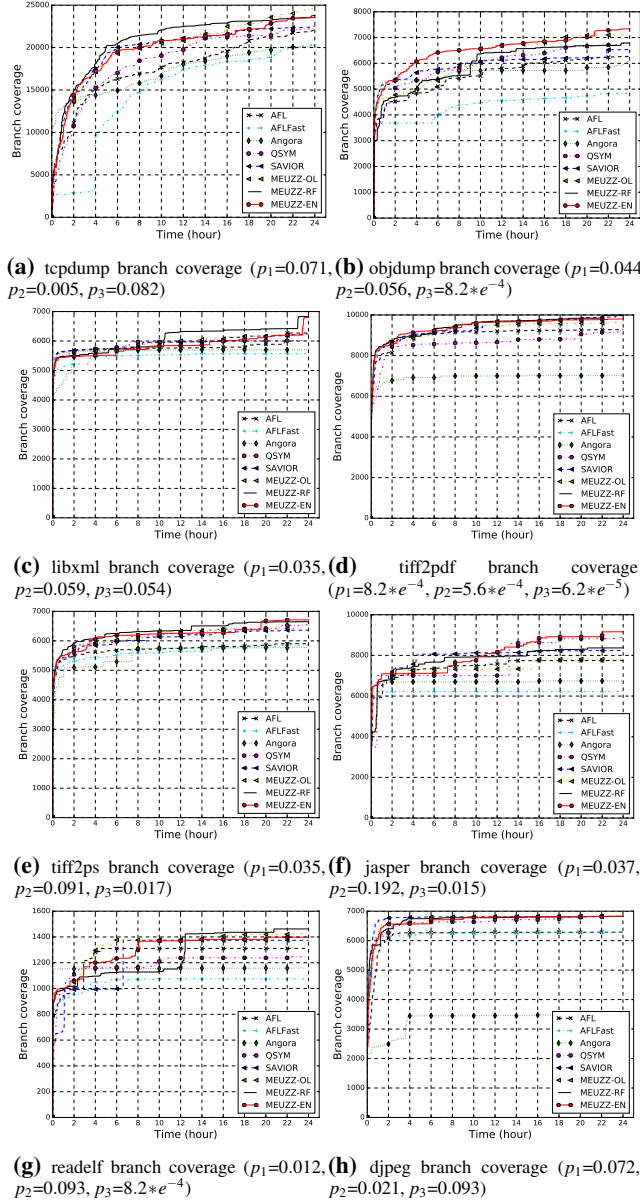 25000
20000
15000
10000
5000
0
Branch coverage
AFL
AFLFast
Angora
QSYM
SAVIOR
MEUZZ-OL
MEUZZ-RF
MEUZZ-EN
0 2 4 6 8 10 12 14 16 18 20 22 24
Time (hour)
8000
7000
6000
5000
4000
3000
2000
1000
0
Branch coverage
AFL
AFLFast
Angora
QSYM
SAVIOR
MEUZZ-OL
MEUZZ-RF
MEUZZ-EN
0 2 4 6 8 10 12 14 16 18 20 22 24
Time (hour)
(a) tcpdump branch coverage (p1=0.071,
p2=0.005, p3=0.082)
(b) objdump branch coverage (p1=0.044
p2=0.056, p3=8.2*e−4)
7000
6000
5000
4000
3000
2000
1000
0
Branch coverage
AFL
AFLFast
Angora
QSYM
SAVIOR
MEUZZ-OL
MEUZZ-RF
MEUZZ-EN
0 2 4 6 8 10 12 14 16 18 20 22 24
Time (hour)
10000
8000
6000
4000
2000
0
Branch coverage
AFL
AFLFast
Angora
QSYM
SAVIOR
MEUZZ-OL
MEUZZ-RF
MEUZZ-EN
0 2 4 6 8 10 12 14 16 18 20 22 24
Time (hour)
(c) libxml branch coverage (p1=0.035,
p2=0.059, p3=0.054)
(d) tiff2pdf branch coverage
(p1=8.2*e−4, p2=5.6*e−4, p3=6.2*e−5)
7000
6000
5000
4000
3000
2000
1000
0
Branch coverage
AFL
AFLFast
Angora
QSYM
SAVIOR
MEUZZ-OL
MEUZZ-RF
MEUZZ-EN
0 2 4 6 8 10 12 14 16 18 20 22 24
Time (hour)
10000
8000
6000
4000
2000
0
Branch coverage
AFL
AFLFast
Angora
QSYM
SAVIOR
MEUZZ-OL
MEUZZ-RF
MEUZZ-EN
0 2 4 6 8 10 12 14 16 18 20 22 24
Time (hour)
(e) tiff2ps branch coverage (p1=0.035,
p2=0.091, p3=0.017)
(f) jasper branch coverage (p1=0.037,
p2=0.192, p3=0.015)
1600
1400
1200
1000
800
600
400
200
0
Branch coverage
AFL
AFLFast
Angora
QSYM
SAVIOR
MEUZZ-OL
MEUZZ-RF
MEUZZ-EN
0 2 4 6 8 10 12 14 16 18 20 22 24
Time (hour)
7000
6000
5000
4000
3000
2000
1000
0
Branch coverage
AFL
AFLFast
Angora
QSYM
SAVIOR
MEUZZ-OL
MEUZZ-RF
MEUZZ-EN
0 2 4 6 8 10 12 14 16 18 20 22 24
Time (hour)
(g) readelf branch coverage (p1=0.012,
p2=0.093, p3=8.2*e−4)
(h) djpeg branch coverage (p1=0.072,
p2=0.021, p3=0.093)